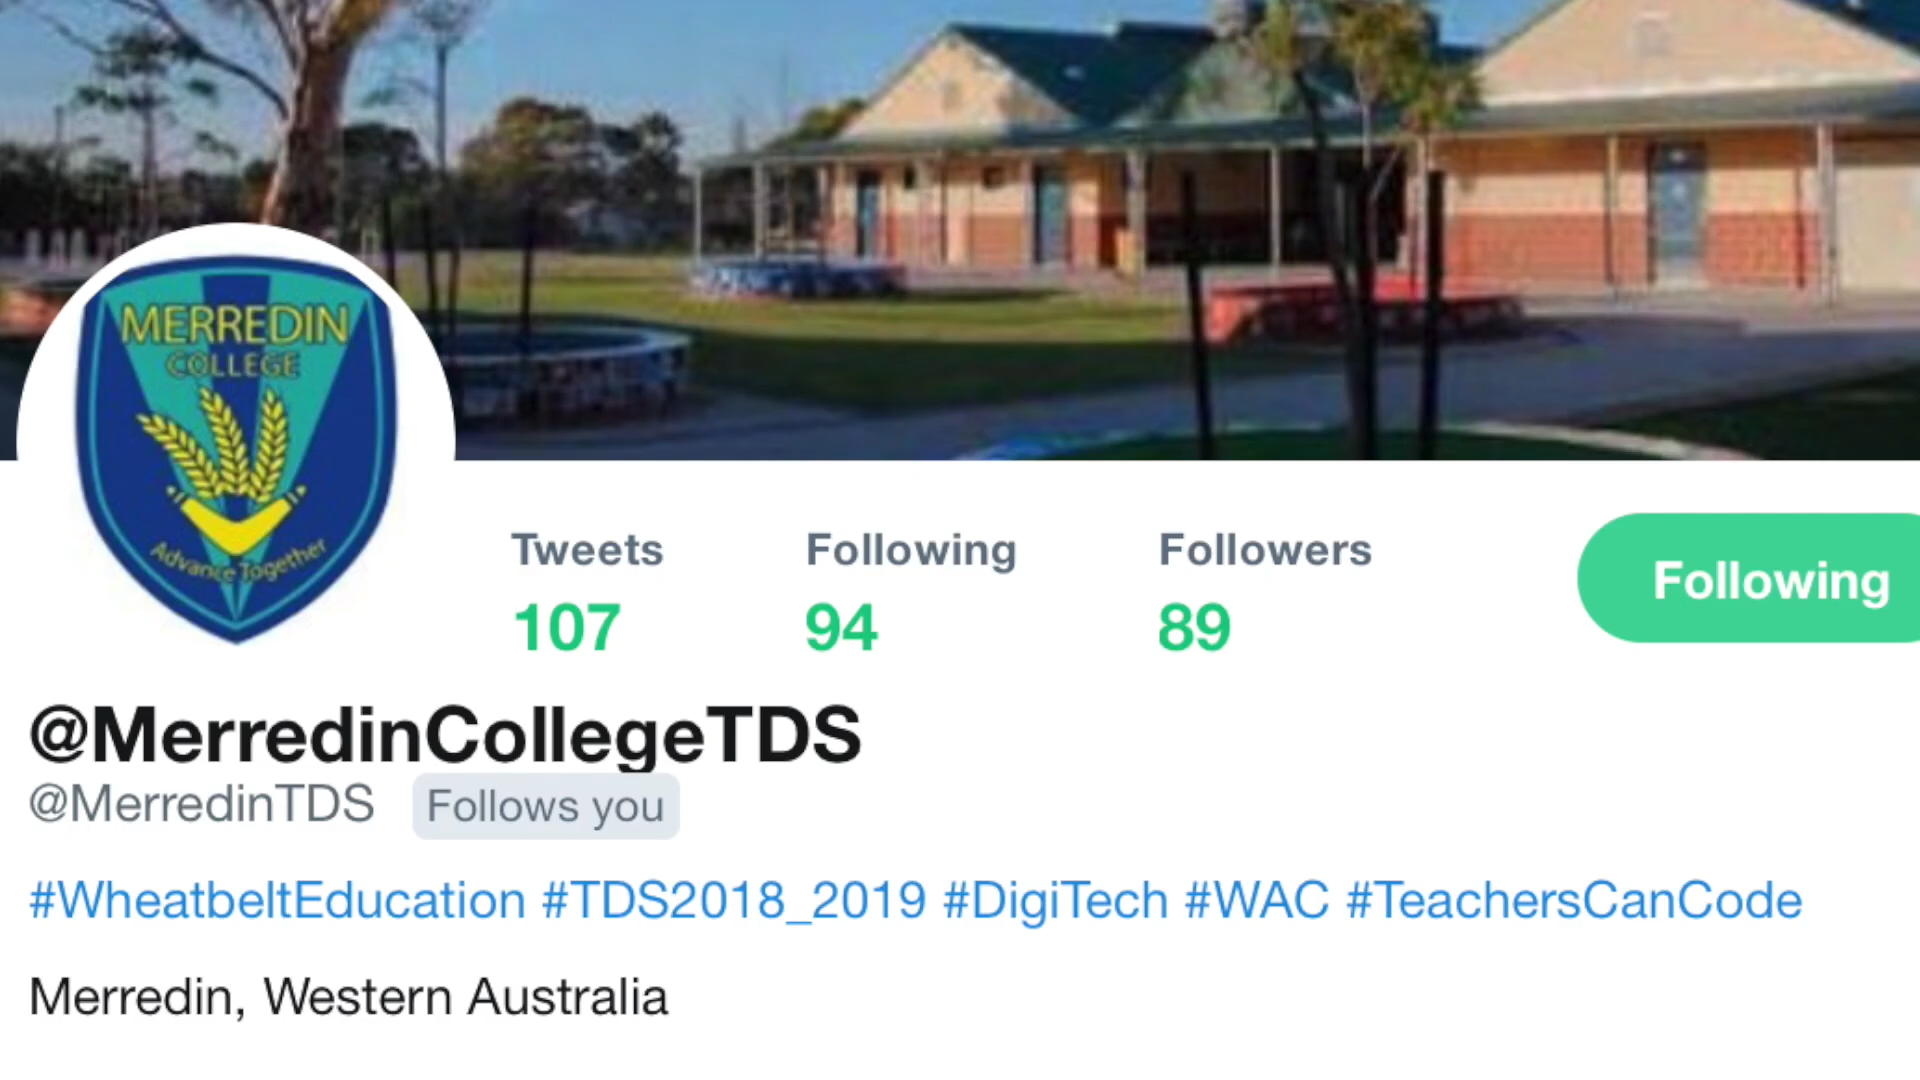 MERREDIN
COLLEGE
Advance Together
Tweets Following Followers
107 94 89
Following
@MerredinCollegeTDS
@MerredinTDS Follows you
#WheatbeltEducation #TDS2018_2019 #DigiTech #WAC #TeachersCanCode
Merredin, Western Australia